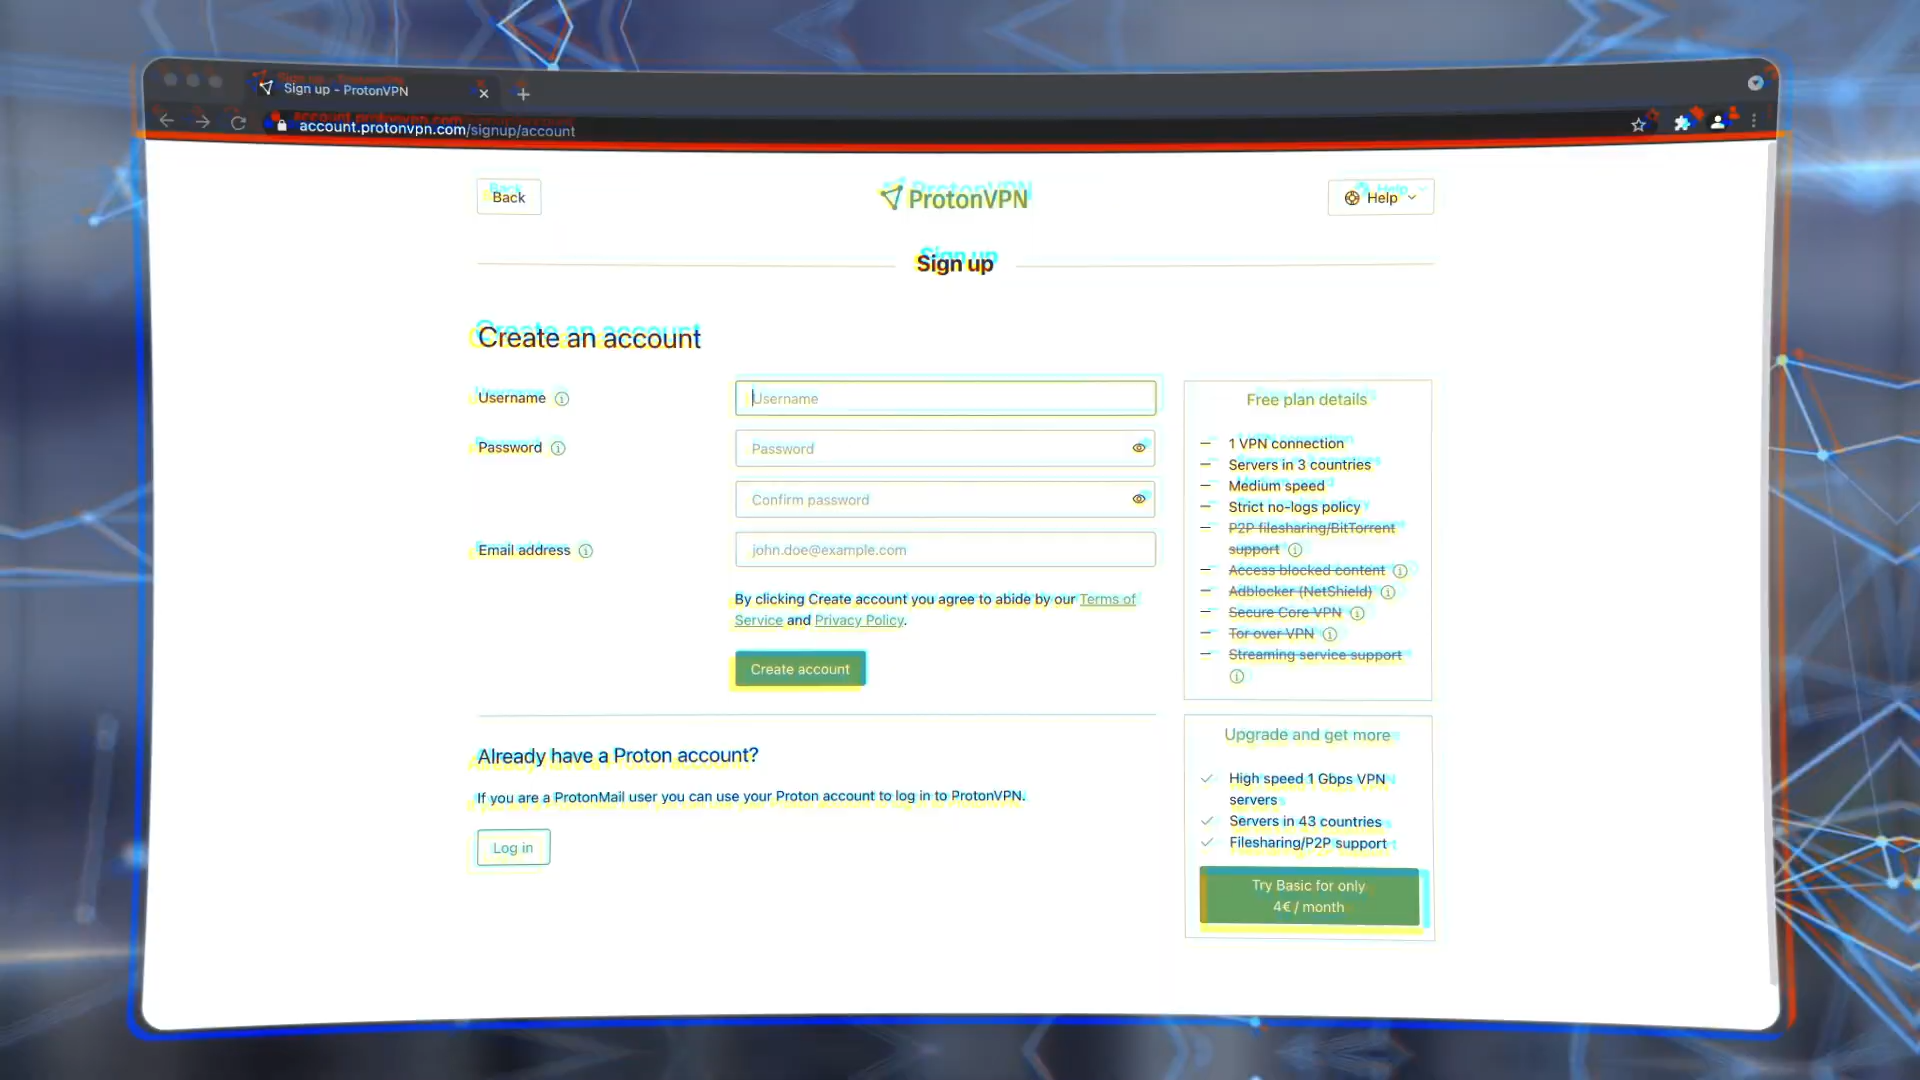 Sign up - ProtonVPN
account.protonvpn.com/signup/account
Back
ProtonVPN
Help
Sign up
Create an account
Username
Username
Password
Password
Confirm password
Email address
john.doe@example.com
By clicking Create account you agree to abide by our Terms of
Service and Privacy Policy.
Create account
Already have a Proton account?
If you are a ProtonMail user you can use your Proton account to log in to ProtonVPN.
Log in
Free plan details
1 VPN connection
Servers in 3 countries
Medium speed
Strict no-logs policy
P2P filesharing/BitTorrent
support
Access blocked content
Adblocker (NetShield)
Secure Core VPN
Tor over VPN
Streaming service support
Upgrade and get more
High speed 1 Gbps VPN
servers
Servers in 43 countries
Filesharing/P2P support
Try Basic for only
4€ / month